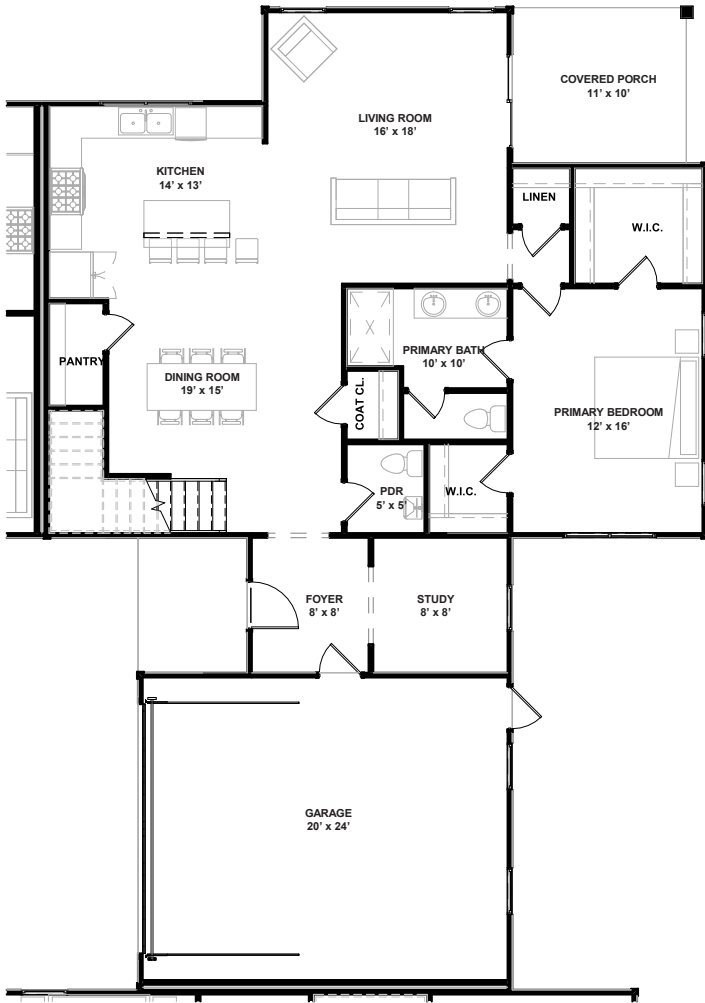 COVERED PORCH
11’ x 10’
LIVING ROOM
16’ x 18’
KITCHEN
14’ x 13’
LINEN
W.I.C.
PRIMARY BATH
10’ x 10’
PANTRY
DINING ROOM
19’ x 15’
COAT CL.
PRIMARY BEDROOM
12’ x 16’
PDR
5’ x 5’
W.I.C.
FOYER
8’ x 8’
STUDY
8’ x 8’
GARAGE
20’ x 24’